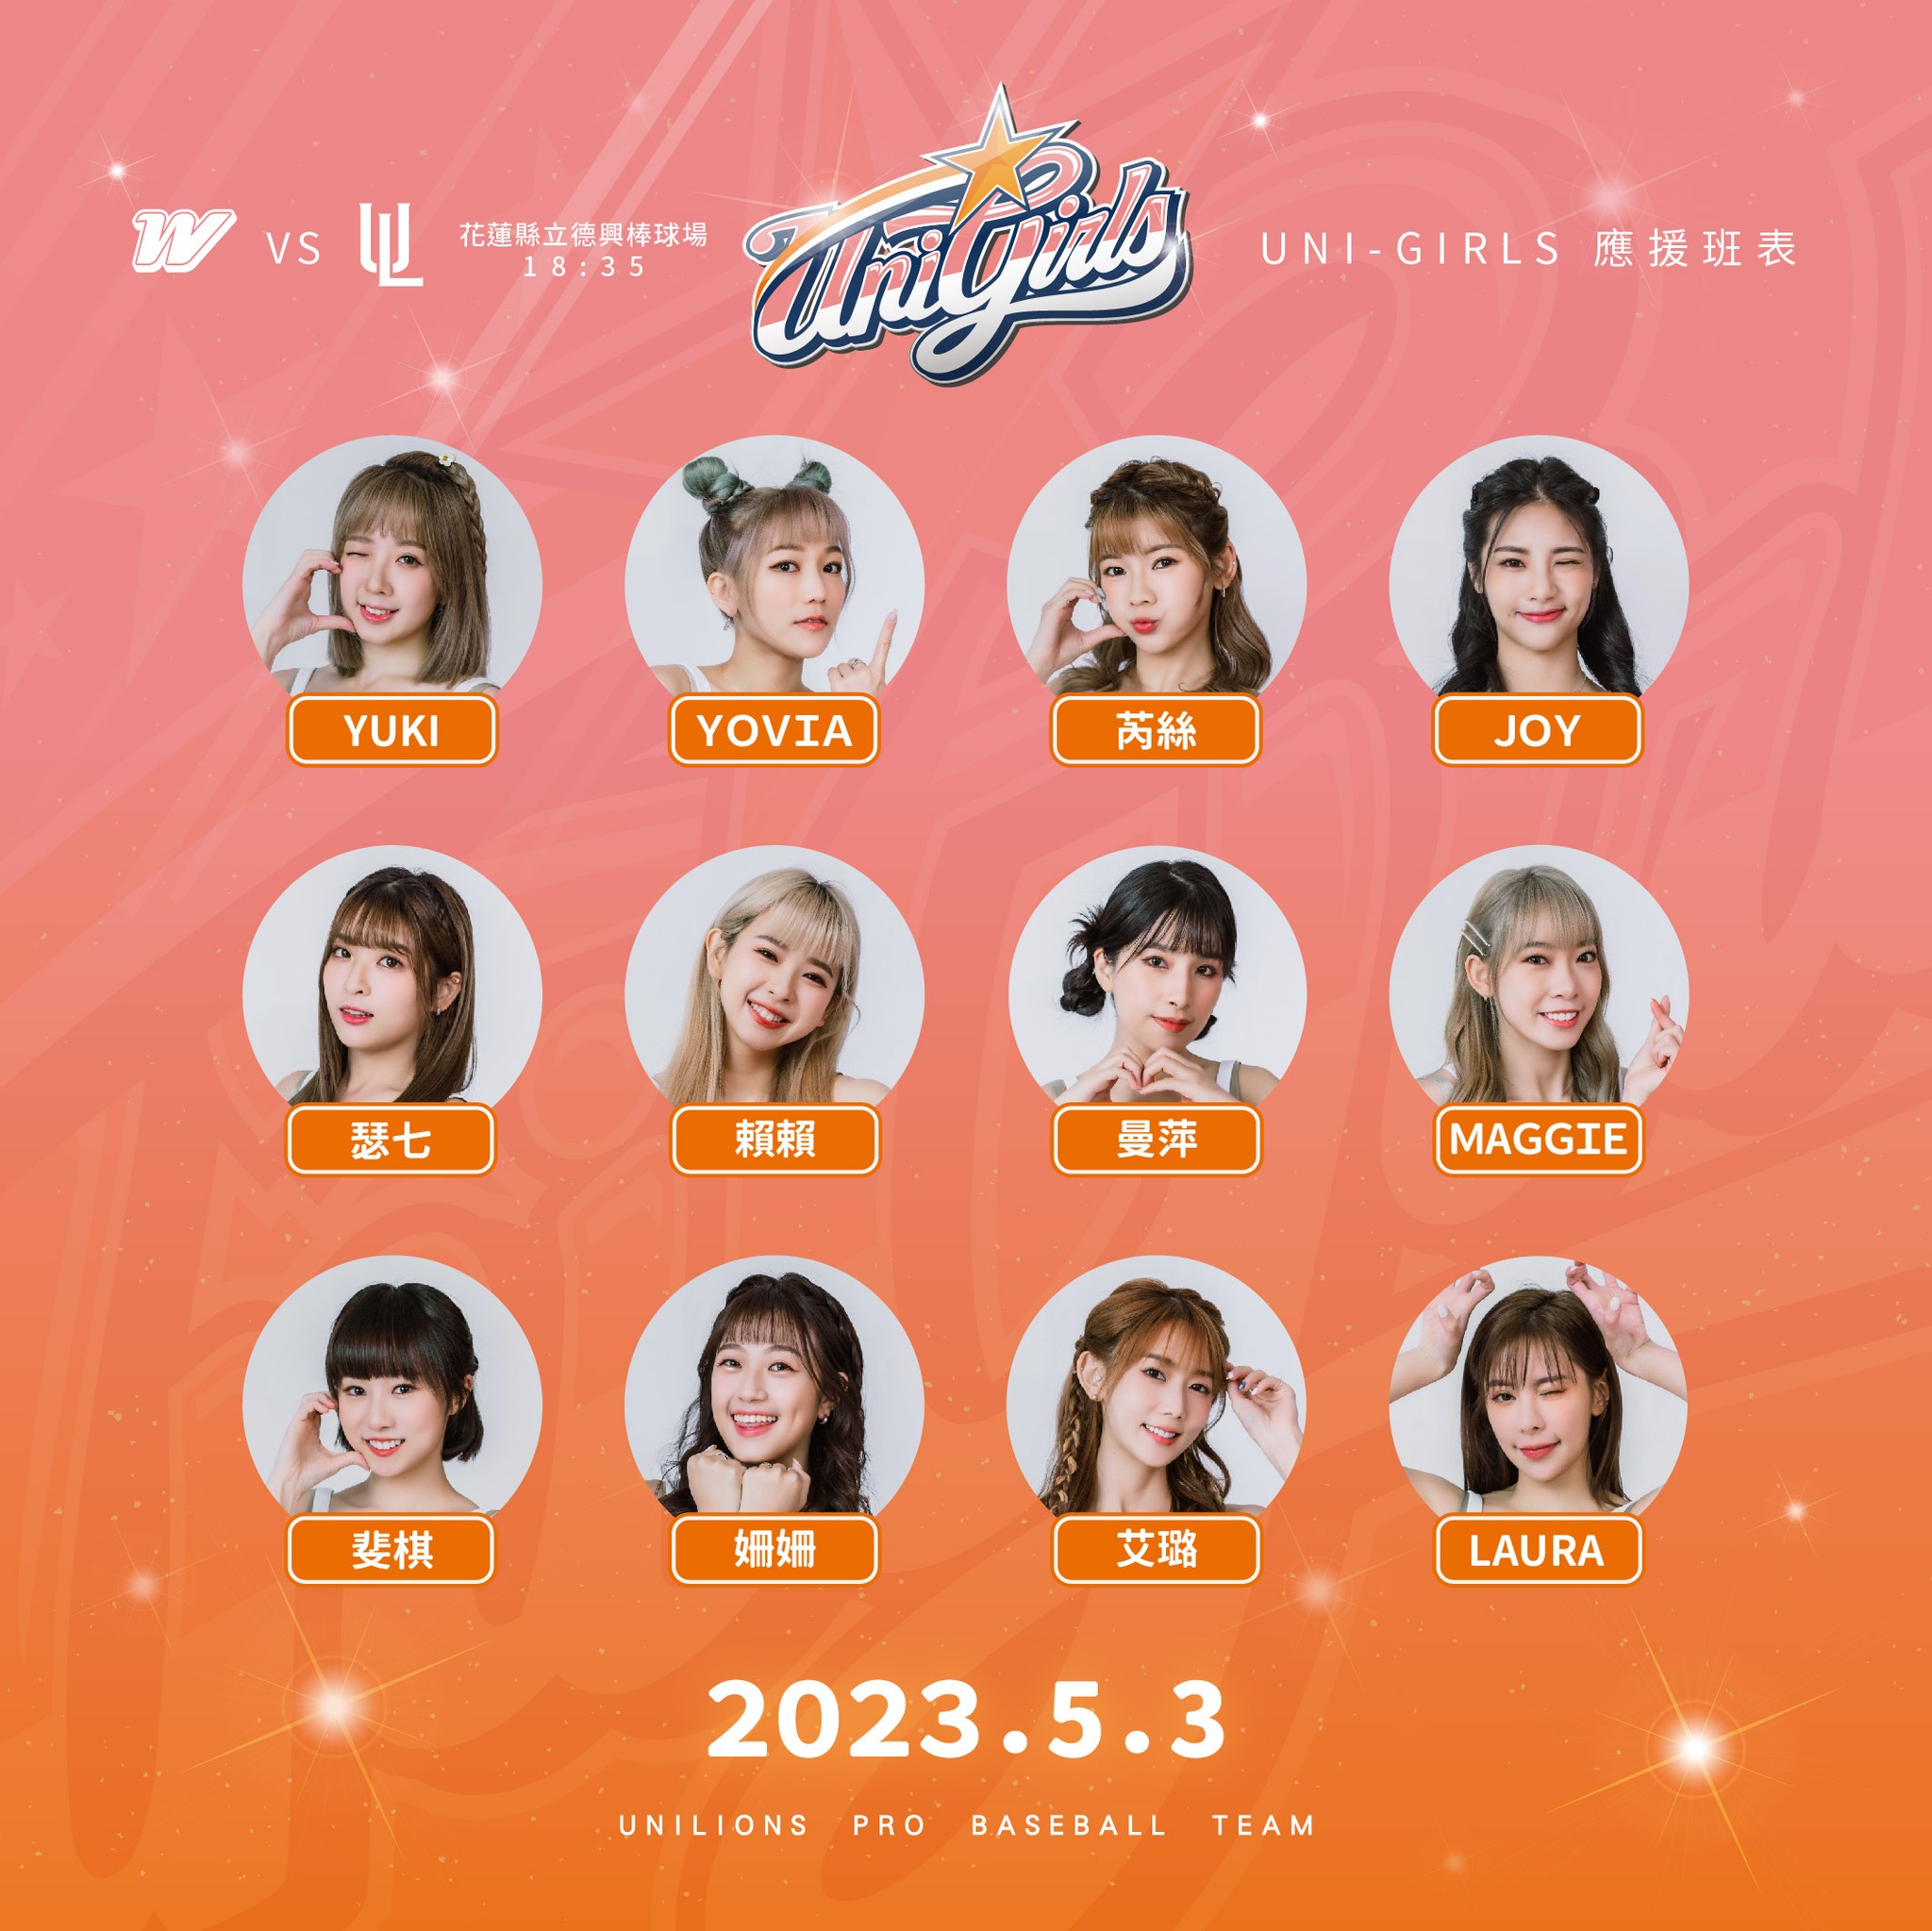 W VS UL
花蓮縣立德興棒球場
18:35
UniGirls
UNI-GIRLS 應援班表
YUKI
YOVIA
芮絲
JOY
瑟七
賴賴
曼萍
MAGGIE
斐棋
姍姍
艾璐
LAURA
2023.5.3
UNILIONS PRO BASEBALL TEAM